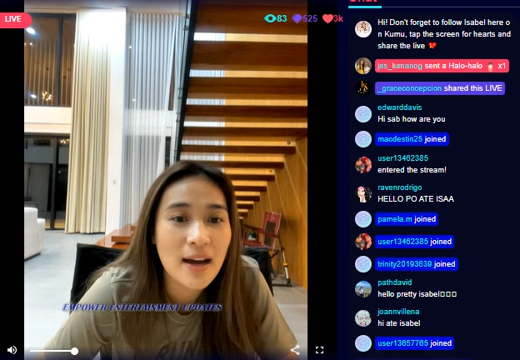 LIVE
83 525 3k
EMPOWER ENTERTAINMENT UPDATES
Hi! Don't forget to follow Isabel here o
n Kumu, tap the screen for hearts and
share the live
jas_lumanog sent a Halo-halo x1
_graceconcepcion shared this LIVE
edwarddavis
Hi sab how are you
macdestin25 joined
user13462385
entered the stream!
ravenrodrigo
HELLO PO ATE ISAA
pamela.m joined
user13462385 joined
trinity20193639 joined
pathdavid
hello pretty isabel
joannvillena
hi ate isabel
user13657765 joined